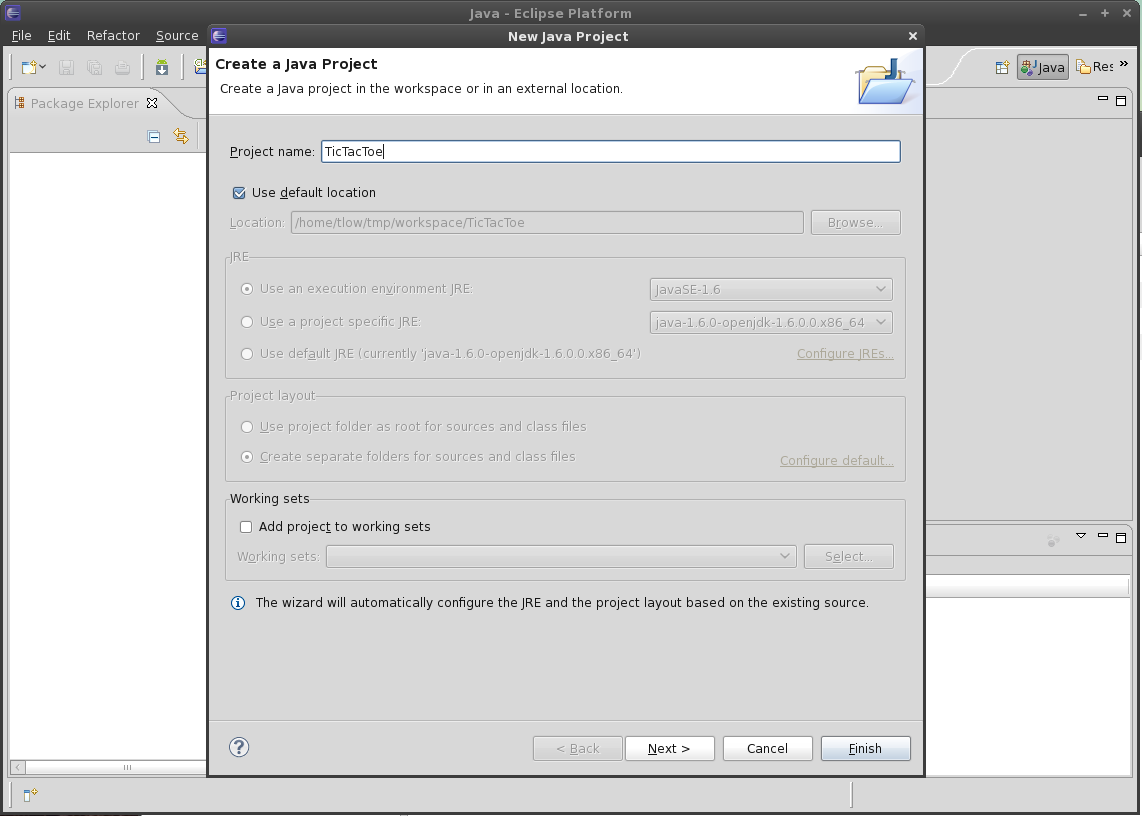 Java - Eclipse Platform
File Edit Refactor Source
New Java Project
Create a Java Project
Create a Java project in the workspace or in an external location.
Java Res »
Package Explorer
Project name: TicTacToe
Use default location
Location: /home/tlow/tmp/workspace/TicTacToe Browse...
JRE
Use an execution environment JRE: JavaSE-1.6
Use a project specific JRE: java-1.6.0-openjdk-1.6.0.0.x86_64
Use default JRE (currently 'java-1.6.0-openjdk-1.6.0.0.x86_64') Configure JREs...
Project layout
Use project folder as root for sources and class files
Create separate folders for sources and class files Configure default...
Working sets
Add project to working sets
Working sets: Select...
The wizard will automatically configure the JRE and the project layout based on the existing source.
? < Back Next > Cancel Finish